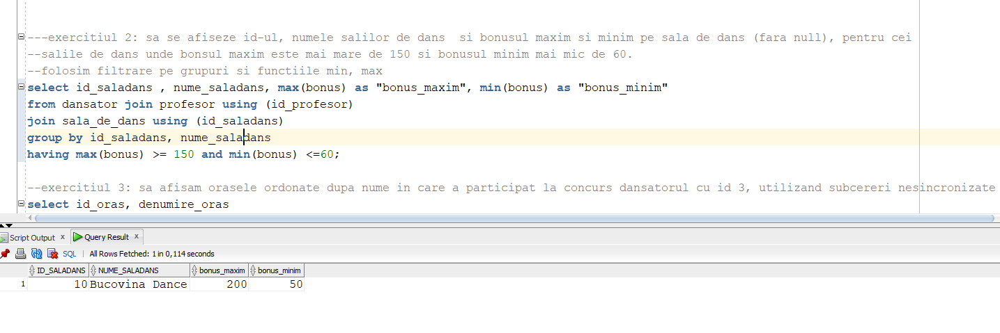 ---exercitiul 2: sa se afiseze id-ul, numele salilor de dans  si bonusul maxim si minim pe sala de dans (fara null), pentru cei
--salile de dans unde bonsul maxim este mai mare de 150 si bonusul minim mai mic de 60.
--folosim filtrare pe grupuri si functiile min, max
select id_saladans , nume_saladans, max(bonus) as "bonus_maxim", min(bonus) as "bonus_minim"
from dansator join profesor using (id_profesor)
join sala_de_dans using (id_saladans)
group by id_saladans, nume_saladans
having max(bonus) >= 150 and min(bonus) <=60;
--exercitiul 3: sa afisam orasele ordonate dupa nume in care a participat la concurs dansatorul cu id 3, utilizand subcereri nesincronizate
select id_oras, denumire_oras
Script Output x Query Result x
SQL | All Rows Fetched: 1 in 0,114 seconds
ID_SALADANS NUME_SALADANS bonus_maxim bonus_minim
1 10 Bucovina Dance 200 50